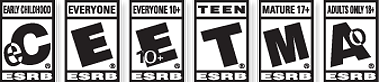 EARLY CHILDHOOD
eC
ESRB
EVERYONE
E
ESRB
EVERYONE 10+
E
10+
ESRB
TEEN
T
ESRB
MATURE 17+
M
ESRB
ADULTS ONLY 18+
AO
ESRB